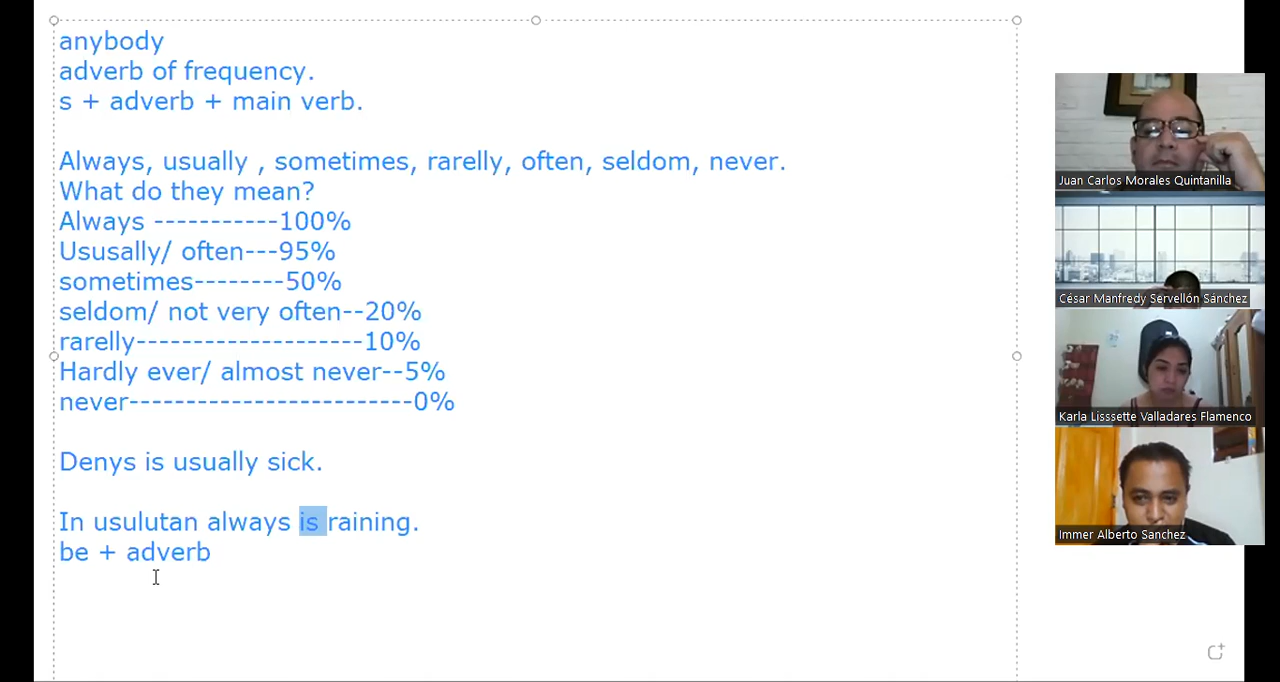 anybody
adverb of frequency.
s + adverb + main verb.
Always, usually , sometimes, rarelly, often, seldom, never.
What do they mean?
Always -----------100%
Ususally/ often---95%
sometimes--------50%
seldom/ not very often--20%
rarelly--------------------10%
Hardly ever/ almost never--5%
never-------------------------0%
Denys is usually sick.
In usulutan always is raining.
be + adverb
Juan Carlos Morales Quintanilla
César Manfredy Servellón Sánchez
Karla Lisssette Valladares Flamenco
Immer Alberto Sanchez